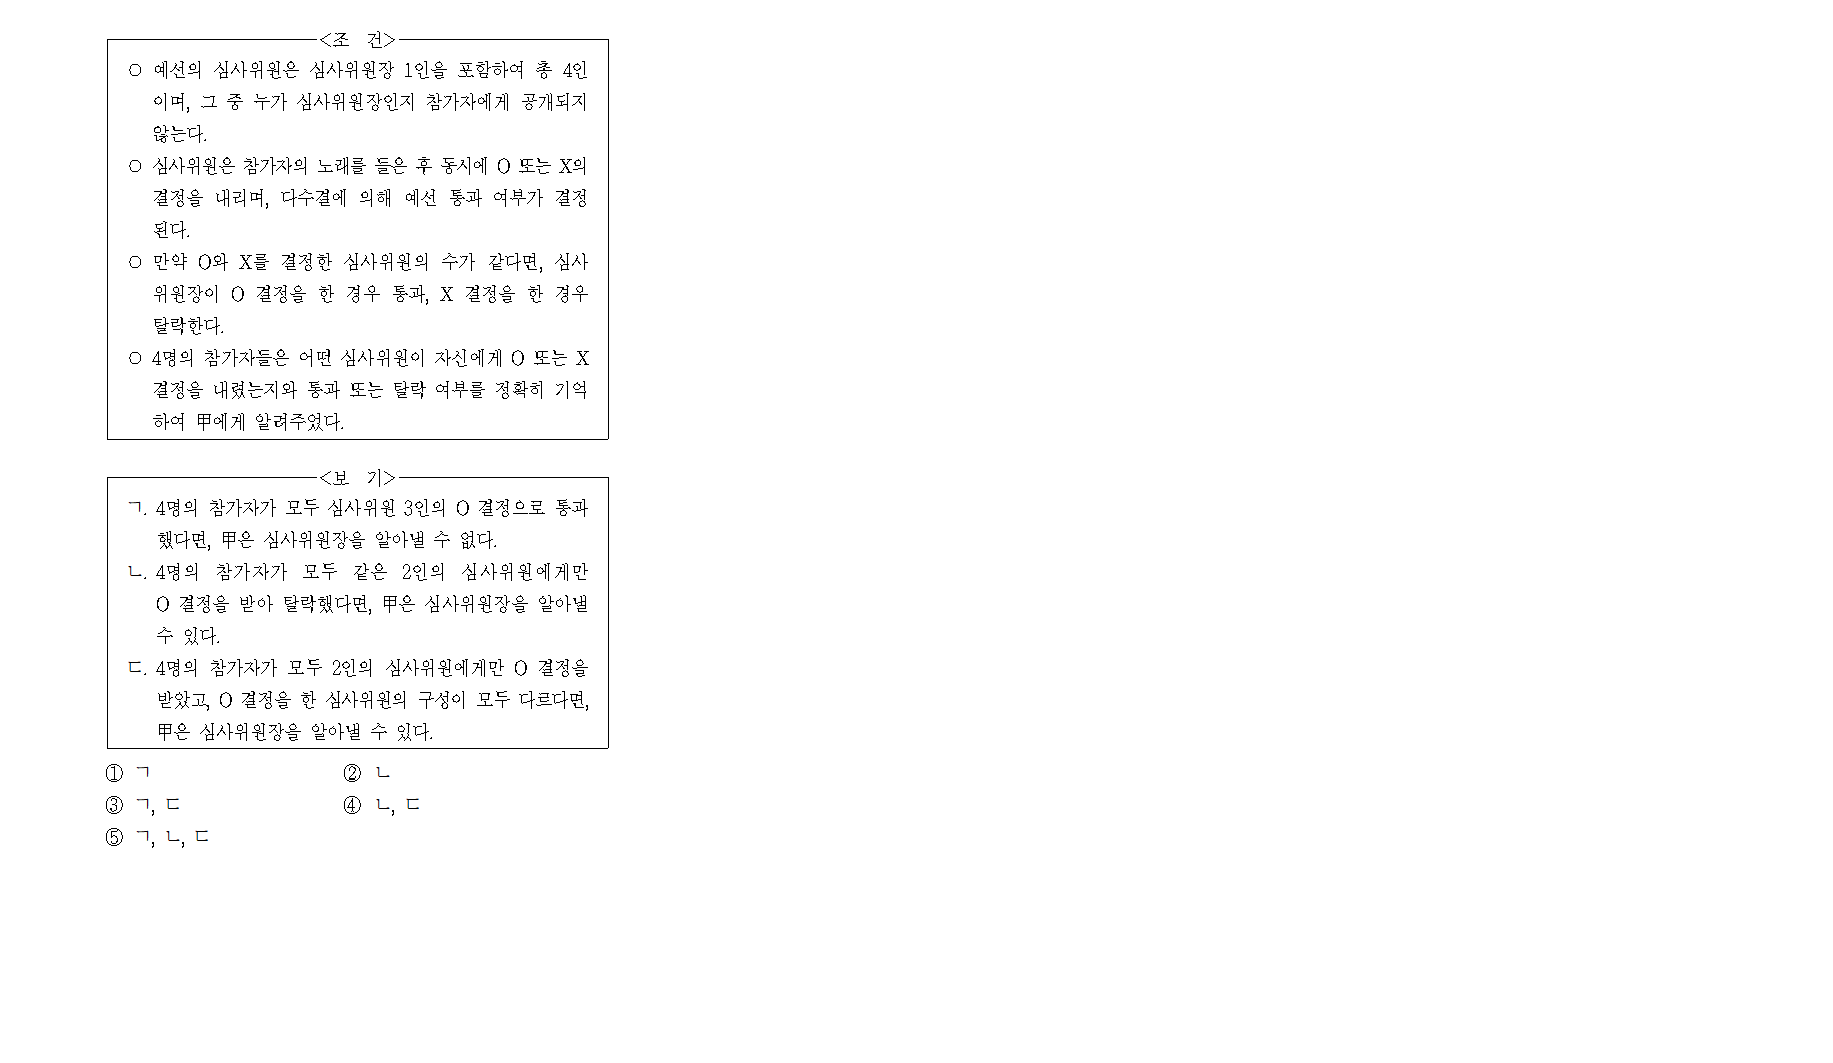 <조 건>
○ 예선의 심사위원은 심사위원장 1인을 포함하여 총 4인
이며, 그 중 누가 심사위원장인지 참가자에게 공개되지
않는다.
○ 심사위원은 참가자의 노래를 들은 후 동시에 O 또는 X의
결정을 내리며, 다수결에 의해 예선 통과 여부가 결정
된다.
○ 만약 O와 X를 결정한 심사위원의 수가 같다면, 심사
위원장이 O 결정을 한 경우 통과, X 결정을 한 경우
탈락한다.
○ 4명의 참가자들은 어떤 심사위원이 자신에게 O 또는 X
결정을 내렸는지와 통과 또는 탈락 여부를 정확히 기억
하여 甲에게 알려주었다.
<보 기>
ㄱ. 4명의 참가자가 모두 심사위원 3인의 O 결정으로 통과
했다면, 甲은 심사위원장을 알아낼 수 없다.
ㄴ. 4명의 참가자가 모두 같은 2인의 심사위원에게만
O 결정을 받아 탈락했다면, 甲은 심사위원장을 알아낼
수 있다.
ㄷ. 4명의 참가자가 모두 2인의 심사위원에게만 O 결정을
받았고, O 결정을 한 심사위원의 구성이 모두 다르다면,
甲은 심사위원장을 알아낼 수 있다.
① ㄱ ② ㄴ
③ ㄱ, ㄷ ④ ㄴ, ㄷ
⑤ ㄱ, ㄴ, ㄷ